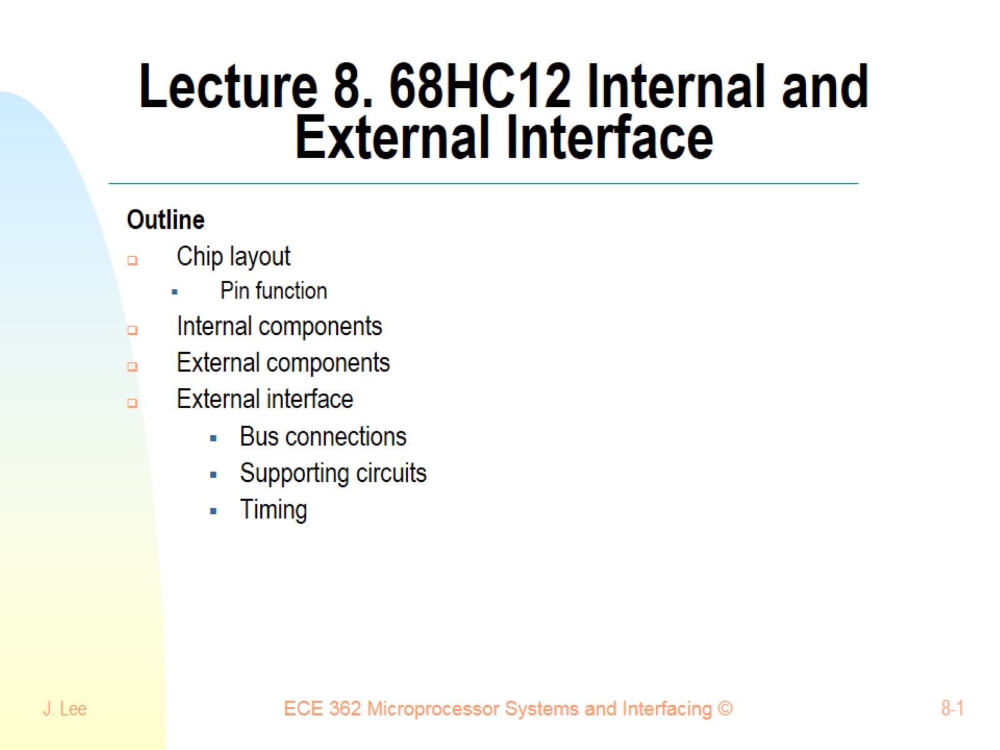 Lecture 8. 68HC12 Internal and
External Interface
Outline
Chip layout
Pin function
Internal components
External components
External interface
Bus connections
Supporting circuits
Timing
J. Lee
ECE 362 Microprocessor Systems and Interfacing ©
8-1